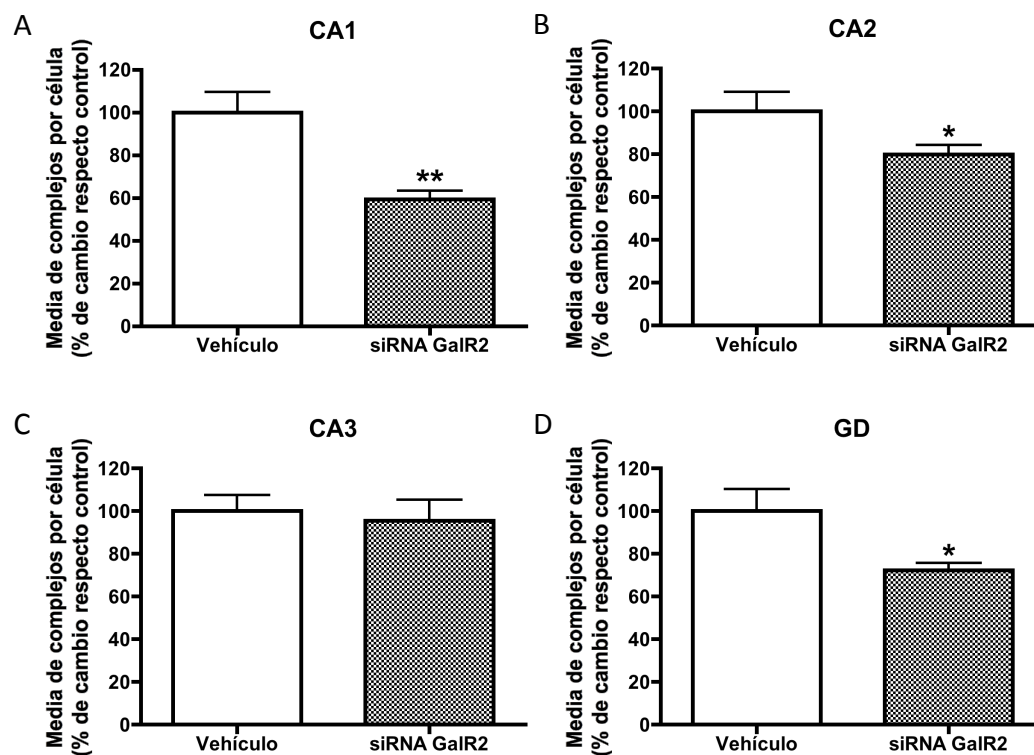 A
CA1
Media de complejos por célula
(% de cambio respecto control)
120
100
80
60
40
20
0
**
Vehículo
siRNA GalR2
B
CA2
Media de complejos por célula
(% de cambio respecto control)
120
100
80
60
40
20
0
*
Vehículo
siRNA GalR2
C
CA3
Media de complejos por célula
(% de cambio respecto control)
120
100
80
60
40
20
0
Vehículo
siRNA GalR2
D
GD
Media de complejos por célula
(% de cambio respecto control)
120
100
80
60
40
20
0
*
Vehículo
siRNA GalR2